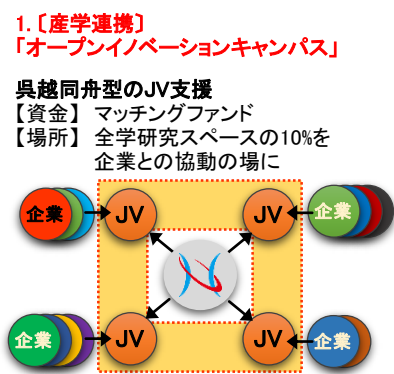 1.〔産学連携〕
「オープンイノベーションキャンパス」
呉越同舟型のJV支援
【資金】 マッチングファンド
【場所】 全学研究スペースの10%を
企業との協動の場に
企業 JV JV 企業
企業 JV JV 企業